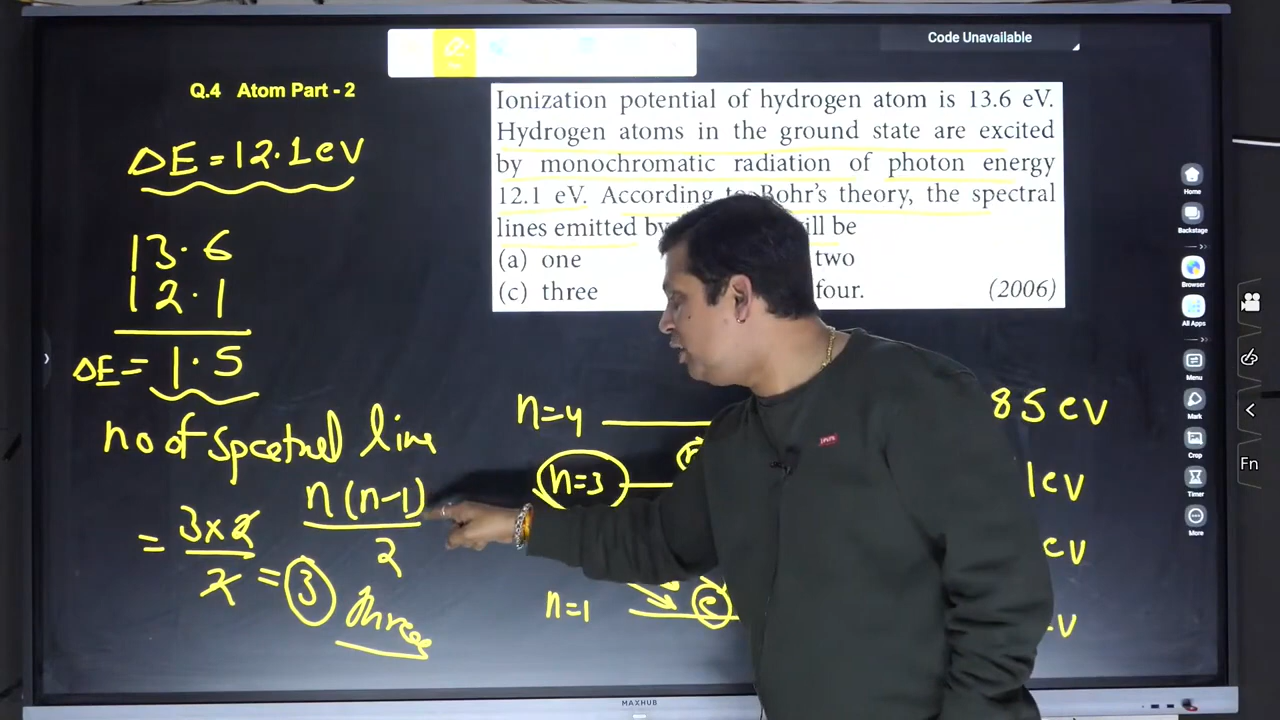 Code Unavailable
Q.4 Atom Part - 2
ΔE = 12.1 eV
13.6
12.1
ΔE = 1.5
no of Spcetrul line
n(n-1)
2
= 3×2
2
= 3 three
Ionization potential of hydrogen atom is 13.6 eV.
Hydrogen atoms in the ground state are excited
by monochromatic radiation of photon energy
12.1 eV. According to Bohr's theory, the spectral
lines emitted by will be
(a) one two
(c) three four. (2006)
n=4 85 eV
n=3 1eV
eV
n=1
Home
Backstage
Browser
All Apps
Menu
Mark
Crop
Timer
More
Fn
MAXHUB